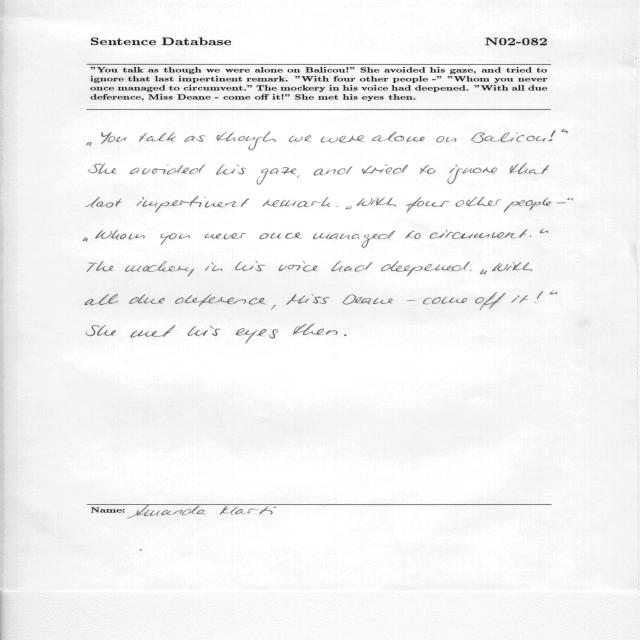 Sentence Database N02-082
"You talk as though we were alone on Balicou!" She avoided his gaze, and tried to
ignore that last impertinent remark. "With four other people -" "Whom you never
once managed to circumvent." The mockery in his voice had deepened. "With all due
deference, Miss Deane - come off it!" She met his eyes then.
„You talk as though we were alone on Balicou!“
She avoided his gaze, and tried to ignore that
last impertinent remark. „With four other people –“
„Whom you never once managed to circumvent.“
The mockery in his voice had deepened. „With
all due deference, Miss Deane – come off it!“
She met his eyes then.
Name: Amanda Marti